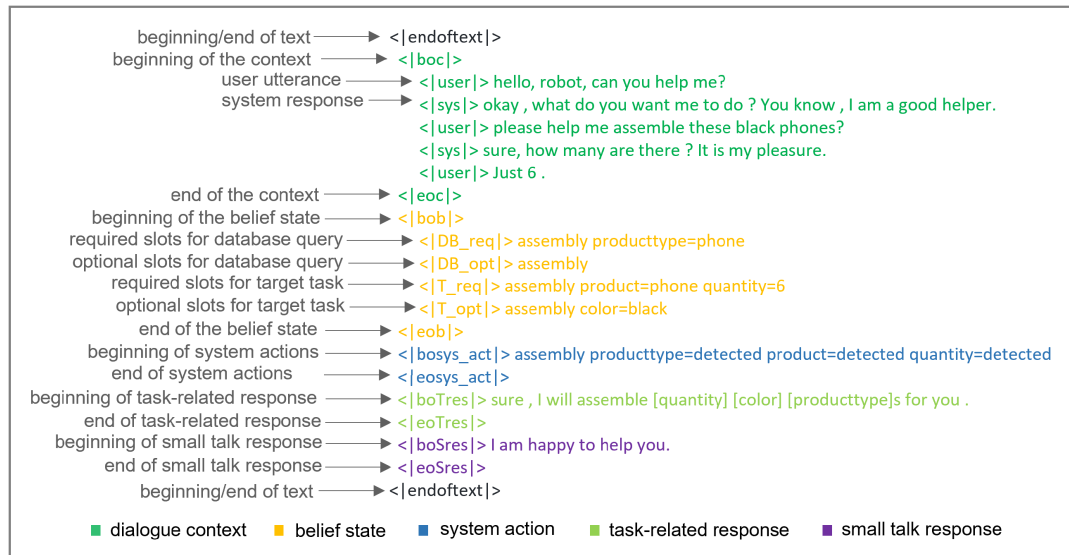 beginning/end of text <|endoftext|>
beginning of the context <|boc|>
user utterance <|user|> hello, robot, can you help me?
system response <|sys|> okay , what do you want me to do ? You know , I am a good helper.
<|user|> please help me assemble these black phones?
<|sys|> sure, how many are there ? It is my pleasure.
<|user|> Just 6 .
end of the context <|eoc|>
beginning of the belief state <|bob|>
required slots for database query <|DB_req|> assembly producttype=phone
optional slots for database query <|DB_opt|> assembly
required slots for target task <|T_req|> assembly product=phone quantity=6
optional slots for target task <|T_opt|> assembly color=black
end of the belief state <|eob|>
beginning of system actions <|bosys_act|> assembly producttype=detected product=detected quantity=detected
end of system actions <|eosys_act|>
beginning of task-related response <|boTres|> sure , I will assemble [quantity] [color] [producttype]s for you .
end of task-related response <|eoTres|>
beginning of small talk response <|boSres|> I am happy to help you.
end of small talk response <|eoSres|>
beginning/end of text <|endoftext|>
dialogue context belief state system action task-related response small talk response